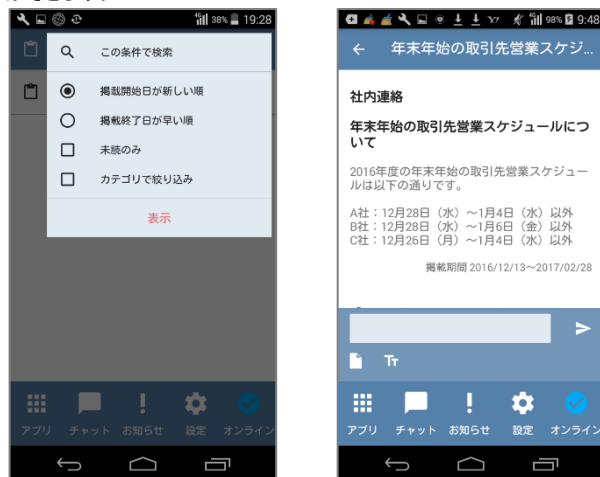 38% 19:28
この条件で検索
掲載開始日が新しい順
掲載終了日が早い順
未読のみ
カテゴリで絞り込み
表示
アプリ チャット お知らせ 設定 オンライン
98% 9:48
年末年始の取引先営業スケジ...
社内連絡
年末年始の取引先営業スケジュールにつ
いて
2016年度の年末年始の取引先営業スケジュー
ルは以下の通りです。
A社：12月28日（水）～1月4日（水）以外
B社：12月28日（水）～1月6日（金）以外
C社：12月26日（月）～1月4日（水）以外
掲載期間 2016/12/13～2017/02/28
Tт
アプリ チャット お知らせ 設定 オンライン